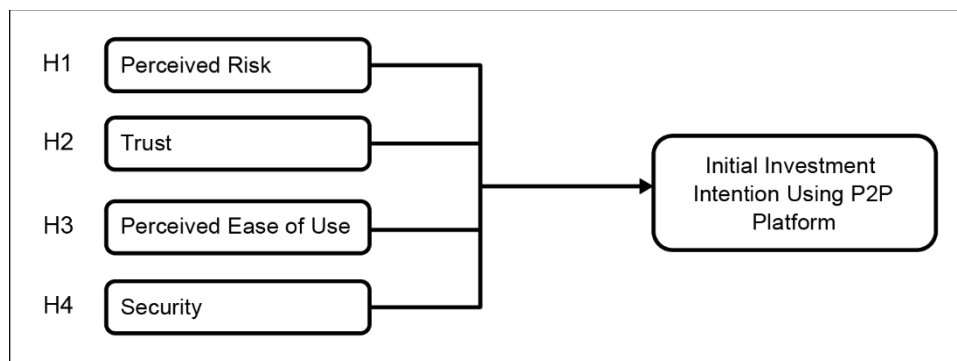 H1 Perceived Risk
H2 Trust
H3 Perceived Ease of Use
H4 Security
Initial Investment
Intention Using P2P
Platform